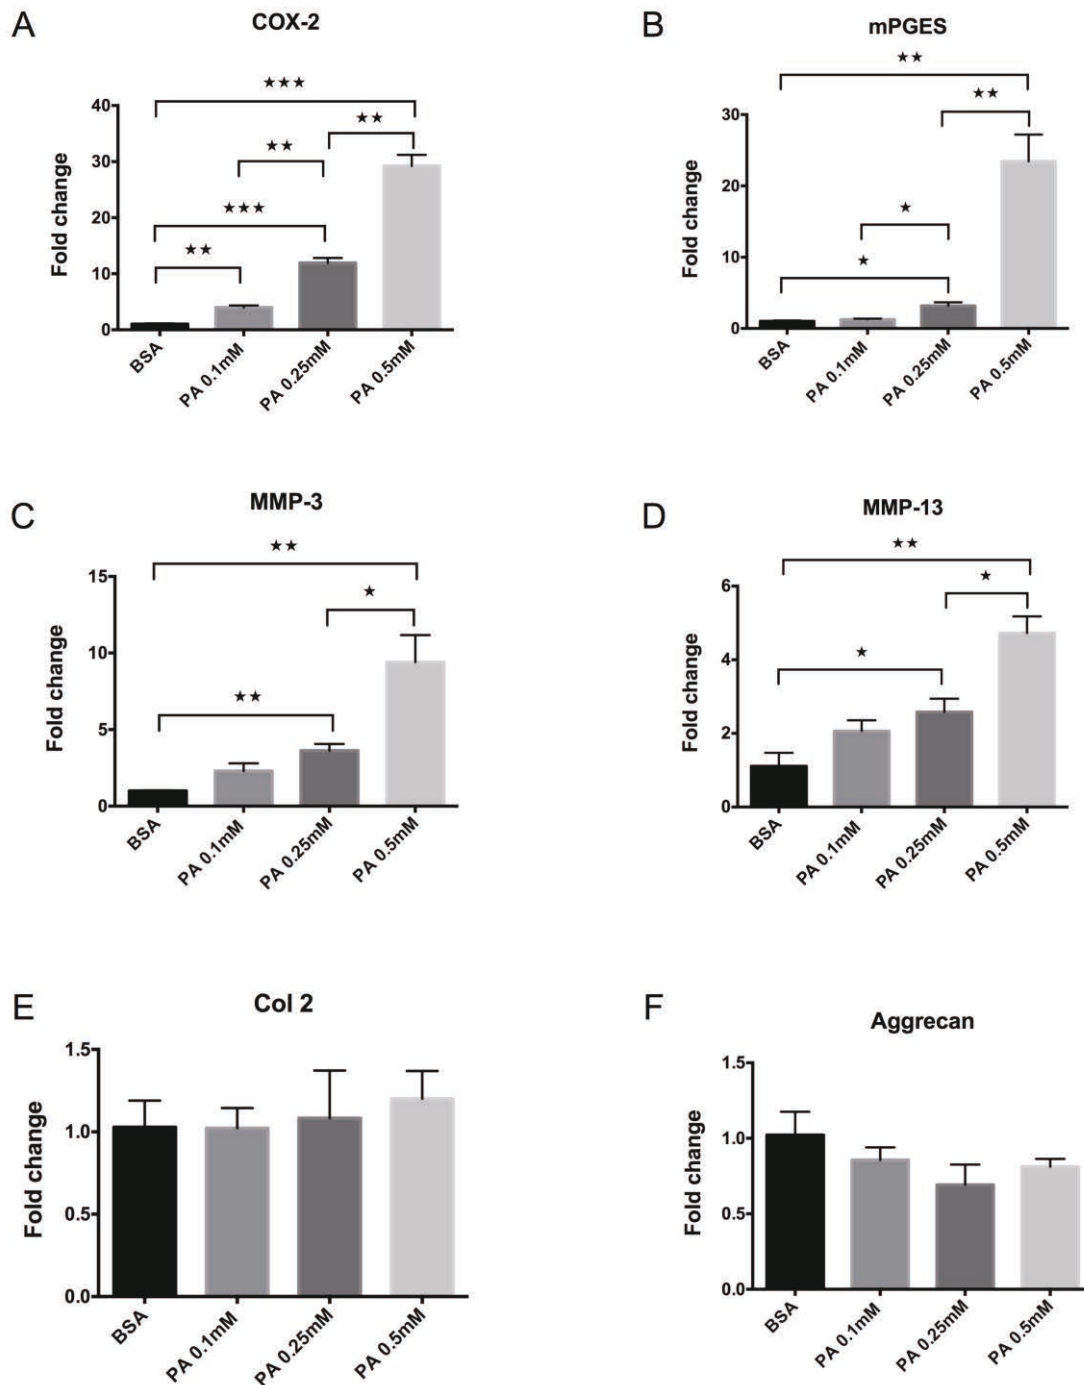 A
COX-2
★★★
★★
★★
★★★
★★
Fold change
40
30
20
10
0
BSA
PA 0.1mM
PA 0.25mM
PA 0.5mM
B
mPGES
★★
★★
★
★
Fold change
30
20
10
0
BSA
PA 0.1mM
PA 0.25mM
PA 0.5mM
C
MMP-3
★★
★
★★
Fold change
15
10
5
0
BSA
PA 0.1mM
PA 0.25mM
PA 0.5mM
D
MMP-13
★★
★
★
Fold change
6
4
2
0
BSA
PA 0.1mM
PA 0.25mM
PA 0.5mM
E
Col 2
Fold change
1.5
1.0
0.5
0.0
BSA
PA 0.1mM
PA 0.25mM
PA 0.5mM
F
Aggrecan
Fold change
1.5
1.0
0.5
0.0
BSA
PA 0.1mM
PA 0.25mM
PA 0.5mM